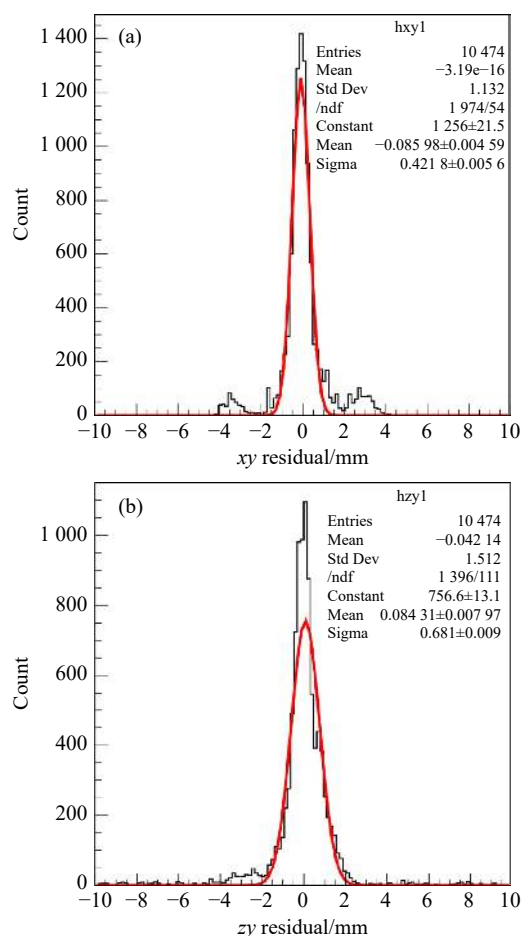 (a)
hxy1
Entries 10 474
Mean −3.19e−16
Std Dev 1.132
/ndf 1 974/54
Constant 1 256±21.5
Mean −0.085 98±0.004 59
Sigma 0.421 8±0.005 6
1 400
1 200
1 000
800
600
400
200
0
Count
−10 −8 −6 −4 −2 0 2 4 6 8 10
xy residual/mm
(b)
hzy1
Entries 10 474
Mean −0.042 14
Std Dev 1.512
/ndf 1 396/111
Constant 756.6±13.1
Mean 0.084 31±0.007 97
Sigma 0.681±0.009
1 000
800
600
400
200
0
Count
−10 −8 −6 −4 −2 0 2 4 6 8 10
zy residual/mm